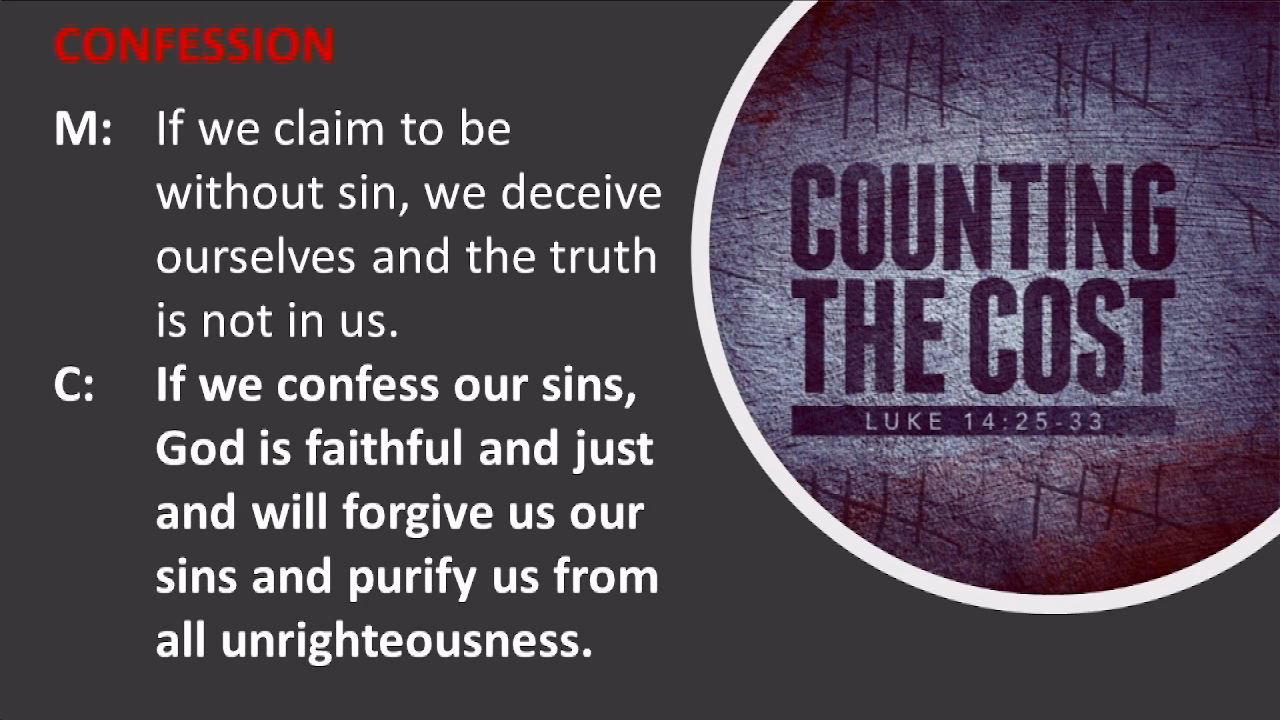 CONFESSION
M: If we claim to be
without sin, we deceive
ourselves and the truth
is not in us.
C: If we confess our sins,
God is faithful and just
and will forgive us our
sins and purify us from
all unrighteousness.
COUNTING
THE COST
LUKE 14:25-33